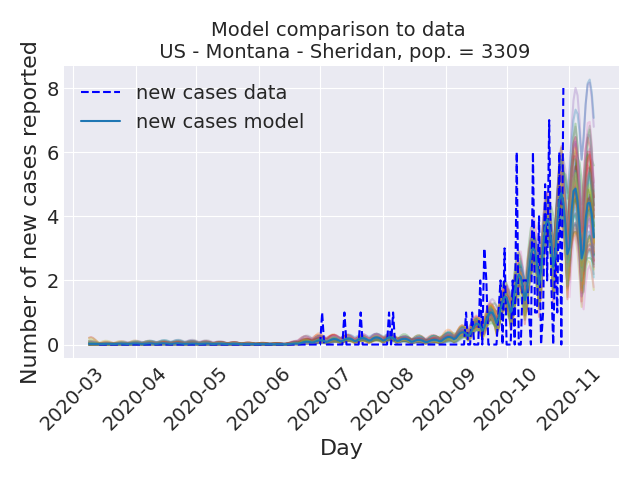 Model comparison to data
US - Montana - Sheridan, pop. = 3309
Number of new cases reported
8
6
4
2
0
new cases data
new cases model
2020-03
2020-04
2020-05
2020-06
2020-07
2020-08
2020-09
2020-10
2020-11
Day